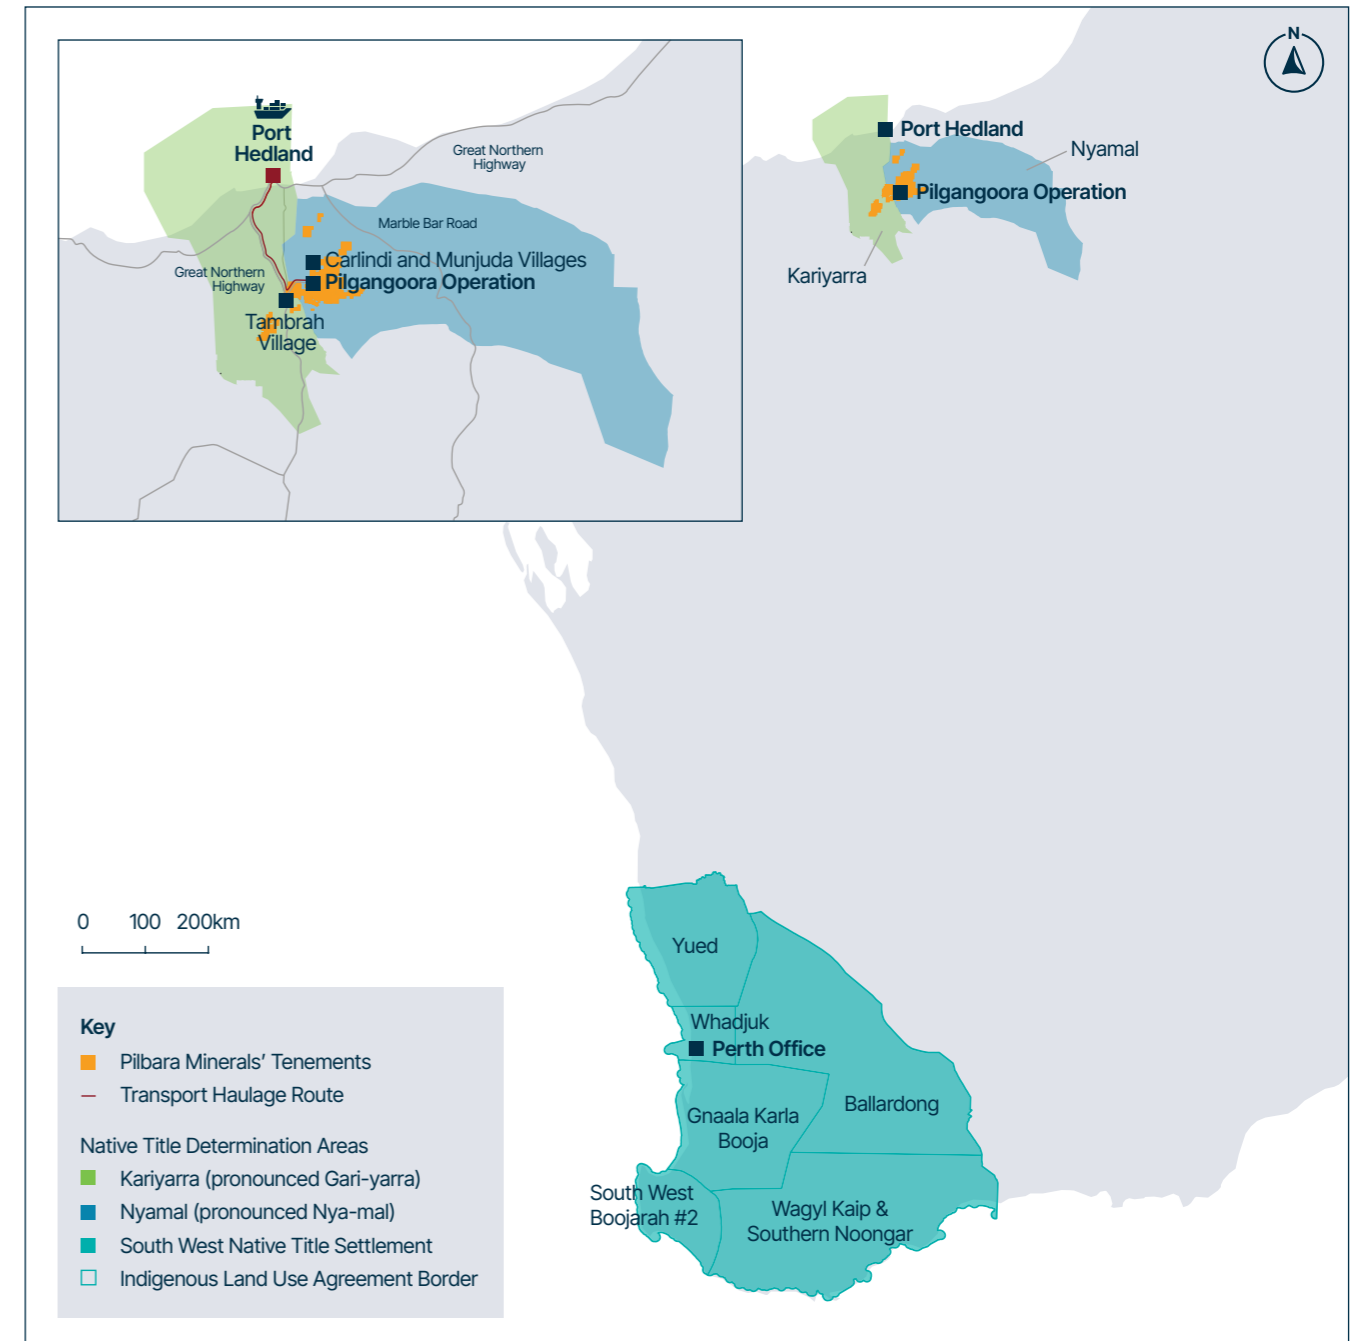 N
Port
Hedland
Great Northern
Highway
Marble Bar Road
Carlindi and Munjuda Villages
Great Northern
Highway
Pilgangoora Operation
Tambrah
Village
Port Hedland
Nyamal
Pilgangoora Operation
Kariyarra
0 100 200km
Yued
Whadjuk
Perth Office
Ballardong
Gnaala Karla
Booja
South West
Boojarah #2
Wagyl Kaip &
Southern Noongar
Key
Pilbara Minerals’ Tenements
Transport Haulage Route
Native Title Determination Areas
Kariyarra (pronounced Gari-yarra)
Nyamal (pronounced Nya-mal)
South West Native Title Settlement
Indigenous Land Use Agreement Border